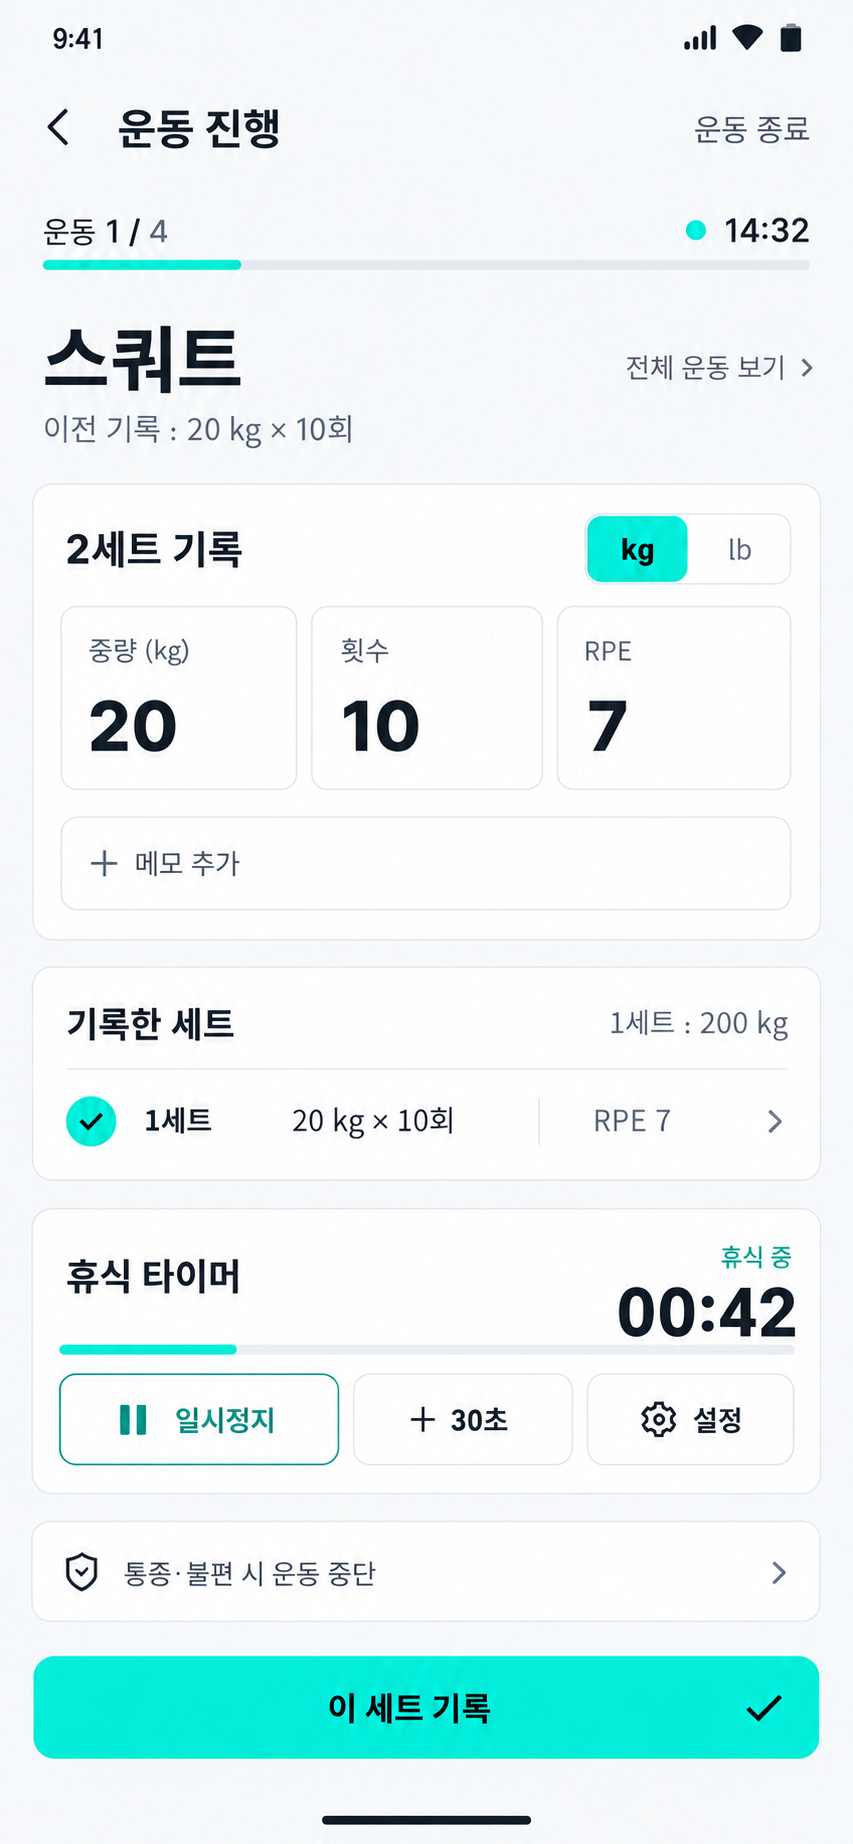 9:41
운동 진행
운동 종료
운동 1 / 4
14:32
스쿼트
전체 운동 보기
이전 기록 : 20 kg × 10회
2세트 기록
kg
lb
중량 (kg)
횟수
RPE
20
10
7
메모 추가
기록한 세트
1세트 : 200 kg
1세트
20 kg × 10회
RPE 7
휴식 타이머
휴식 중
00:42
일시정지
+ 30초
설정
통증·불편 시 운동 중단
이 세트 기록